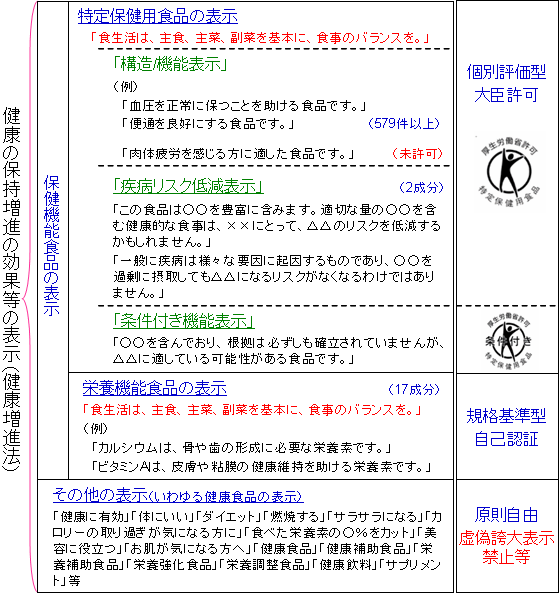 健康の保持増進の効果等の表示(健康増進法)
保健機能食品の表示
特定保健用食品の表示
「食生活は、主食、主菜、副菜を基本に、食事のバランスを。」
「構造/機能表示」
(例)
「血圧を正常に保つことを助ける食品です。」
「便通を良好にする食品です。」 (579件以上)
「肉体疲労を感じる方に適した食品です。」 (未許可)
「疾病リスク低減表示」 (2成分)
「この食品は〇〇を豊富に含みます。適切な量の〇〇を含
む健康的な食事は、××にとって、△△のリスクを低減する
かもしれません。」
「一般に疾病は様々な要因に起因するものであり、〇〇を
過剰に摂取しても△△になるリスクがなくなるわけではあり
ません。」
「条件付き機能表示」
「〇〇を含んでおり、根拠は必ずしも確立されていませんが、
△△に適している可能性がある食品です。」
個別評価型
大臣許可
厚生労働省許可
特定保健用食品
厚生労働省許可
条件付き
特定保健用食品
栄養機能食品の表示 (17成分)
「食生活は、主食、主菜、副菜を基本に、食事のバランスを。」
(例)
「カルシウムは、骨や歯の形成に必要な栄養素です。」
「ビタミンAは、皮膚や粘膜の健康維持を助ける栄養素です。」
規格基準型
自己認証
その他の表示(いわゆる健康食品の表示)
「健康に有効」「体にいい」「ダイエット」「燃焼する」「サラサラになる」「カ
ロリーの取り過ぎが気になる方に」「食べた栄養素の〇%をカット」「美
容に役立つ」「お肌が気になる方へ」「健康食品」「健康補助食品」「栄
養補助食品」「栄養強化食品」「栄養調整食品」「健康飲料」「サプリメン
ト」等
原則自由
虚偽誇大表示
禁止等